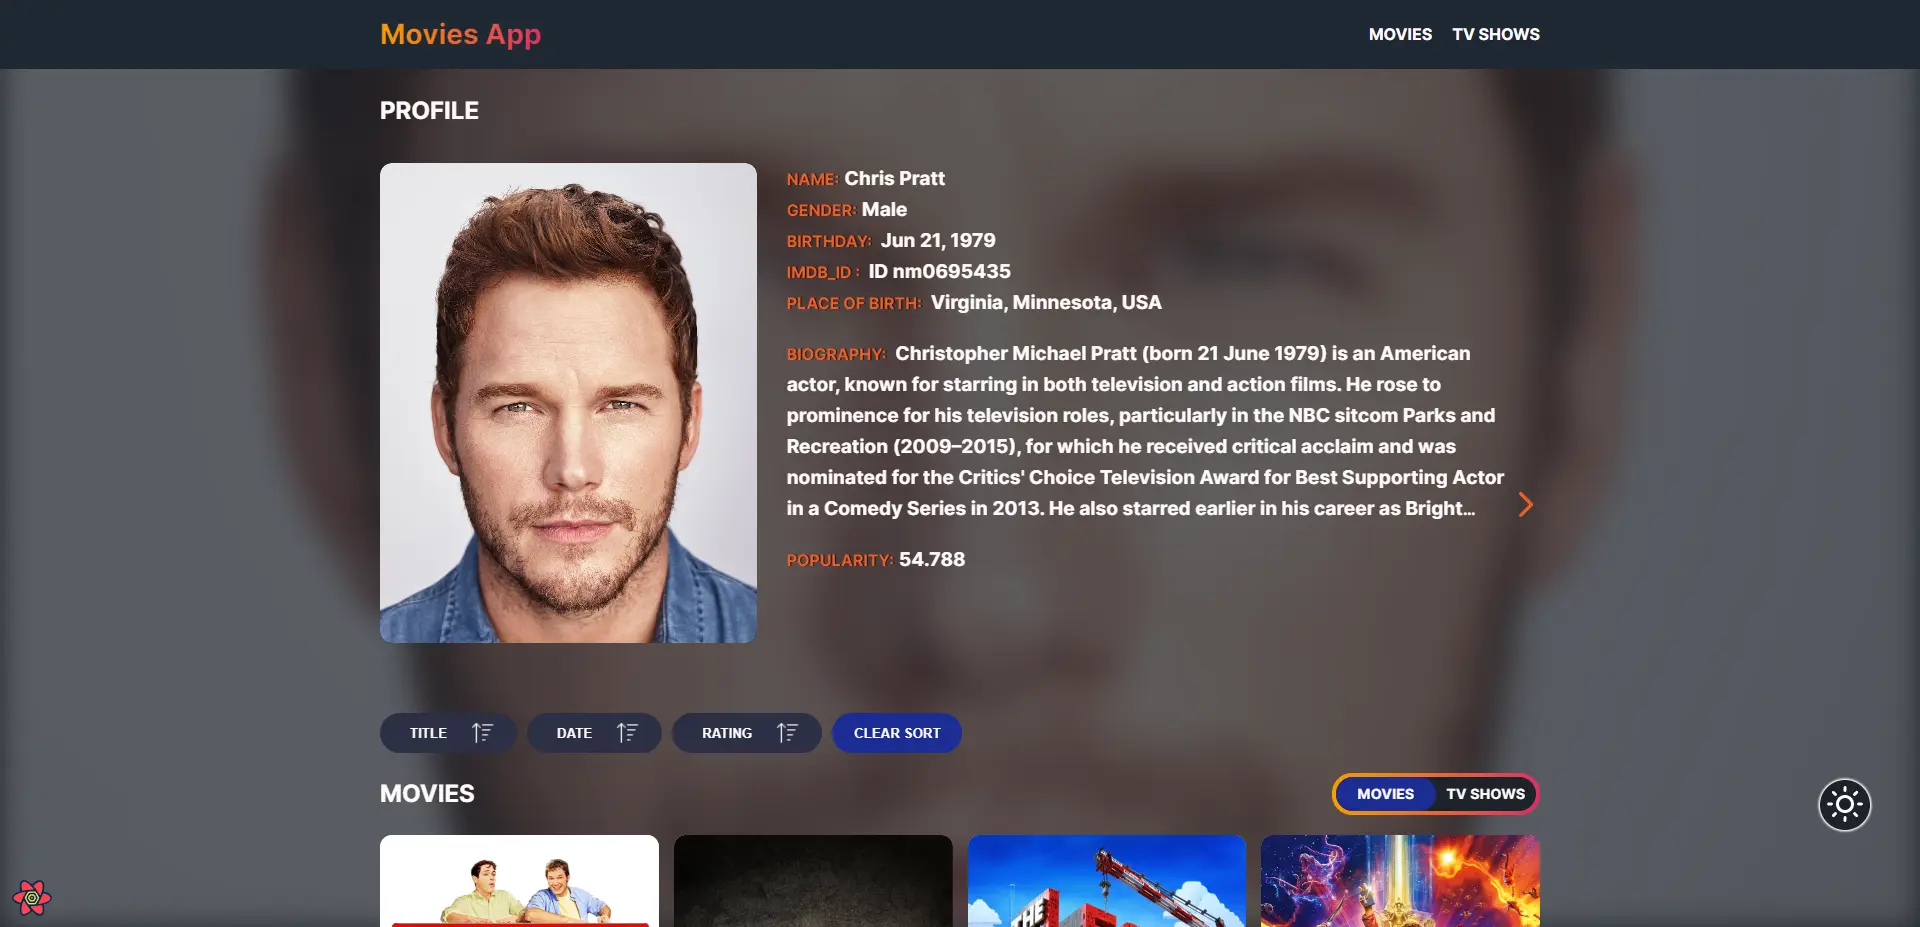 Movies App
MOVIES TV SHOWS
PROFILE
NAME: Chris Pratt
GENDER: Male
BIRTHDAY: Jun 21, 1979
IMDB_ID : ID nm0695435
PLACE OF BIRTH: Virginia, Minnesota, USA
BIOGRAPHY: Christopher Michael Pratt (born 21 June 1979) is an American
actor, known for starring in both television and action films. He rose to
prominence for his television roles, particularly in the NBC sitcom Parks and
Recreation (2009–2015), for which he received critical acclaim and was
nominated for the Critics' Choice Television Award for Best Supporting Actor
in a Comedy Series in 2013. He also starred earlier in his career as Bright...
POPULARITY: 54.788
TITLE DATE RATING CLEAR SORT
MOVIES
MOVIES TV SHOWS
THE